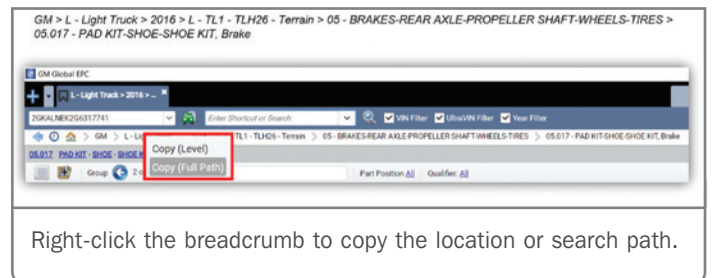 GM > L - Light Truck > 2016 > L - TL1 - TLH26 - Terrain > 05 - BRAKES-REAR AXLE-PROPELLER SHAFT-WHEELS-TIRES >
05.017 - PAD KIT-SHOE-SHOE KIT, Brake
GM Global EPC
L - Light Truck > 2016 > ...
2GKALNEK2G6317741 Enter Shortcut or Search VIN Filter UltraVIN Filter Year Filter
> GM > L - Lig TL1 - TLH26 - Terrain > 05 - BRAKES-REAR AXLE-PROPELLER SHAFT-WHEELS-TIRES > 05.017 - PAD KIT-SHOE-SHOE KIT, Brake
Copy (Level)
05.017 PAD KIT - SHOE - SHOE K
Copy (Full Path)
Group 2 o Part Position All Qualifier: All
Right-click the breadcrumb to copy the location or search path.